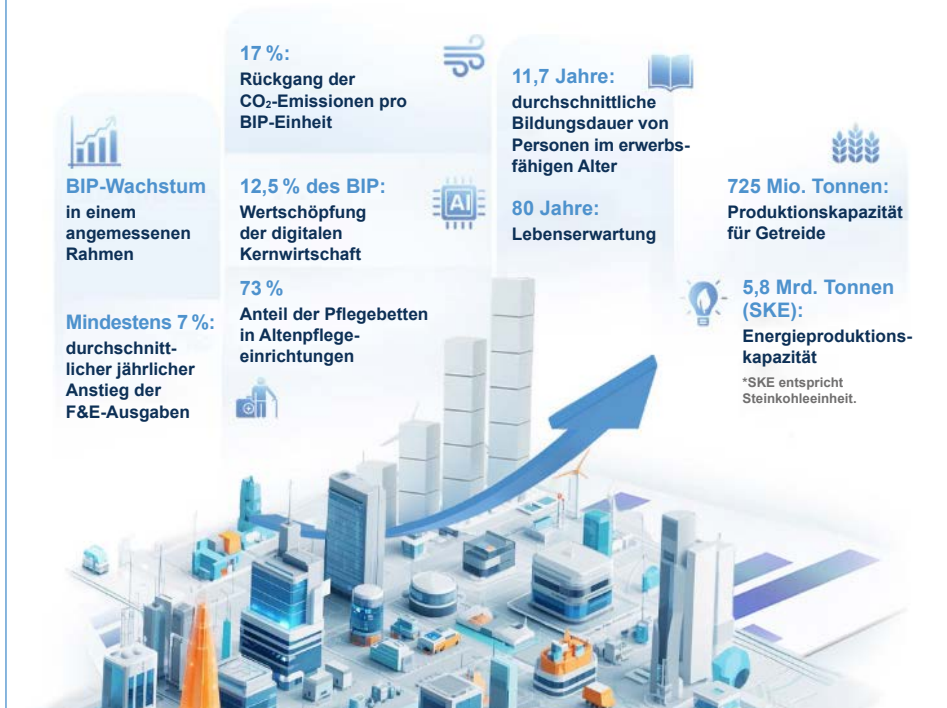 BIP-Wachstum
in einem
angemessenen
Rahmen
Mindestens 7 %:
durchschnitt-
licher jährlicher
Anstieg der
F&E-Ausgaben
17 %:
Rückgang der
CO₂-Emissionen pro
BIP-Einheit
12,5 % des BIP:
Wertschöpfung
der digitalen
Kernwirtschaft
AI
73 %
Anteil der Pflegebetten
in Altenpflege-
einrichtungen
11,7 Jahre:
durchschnittliche
Bildungsdauer von
Personen im erwerbs-
fähigen Alter
80 Jahre:
Lebenserwartung
725 Mio. Tonnen:
Produktionskapazität
für Getreide
5,8 Mrd. Tonnen
(SKE):
Energieproduktions-
kapazität
*SKE entspricht
Steinkohleeinheit.